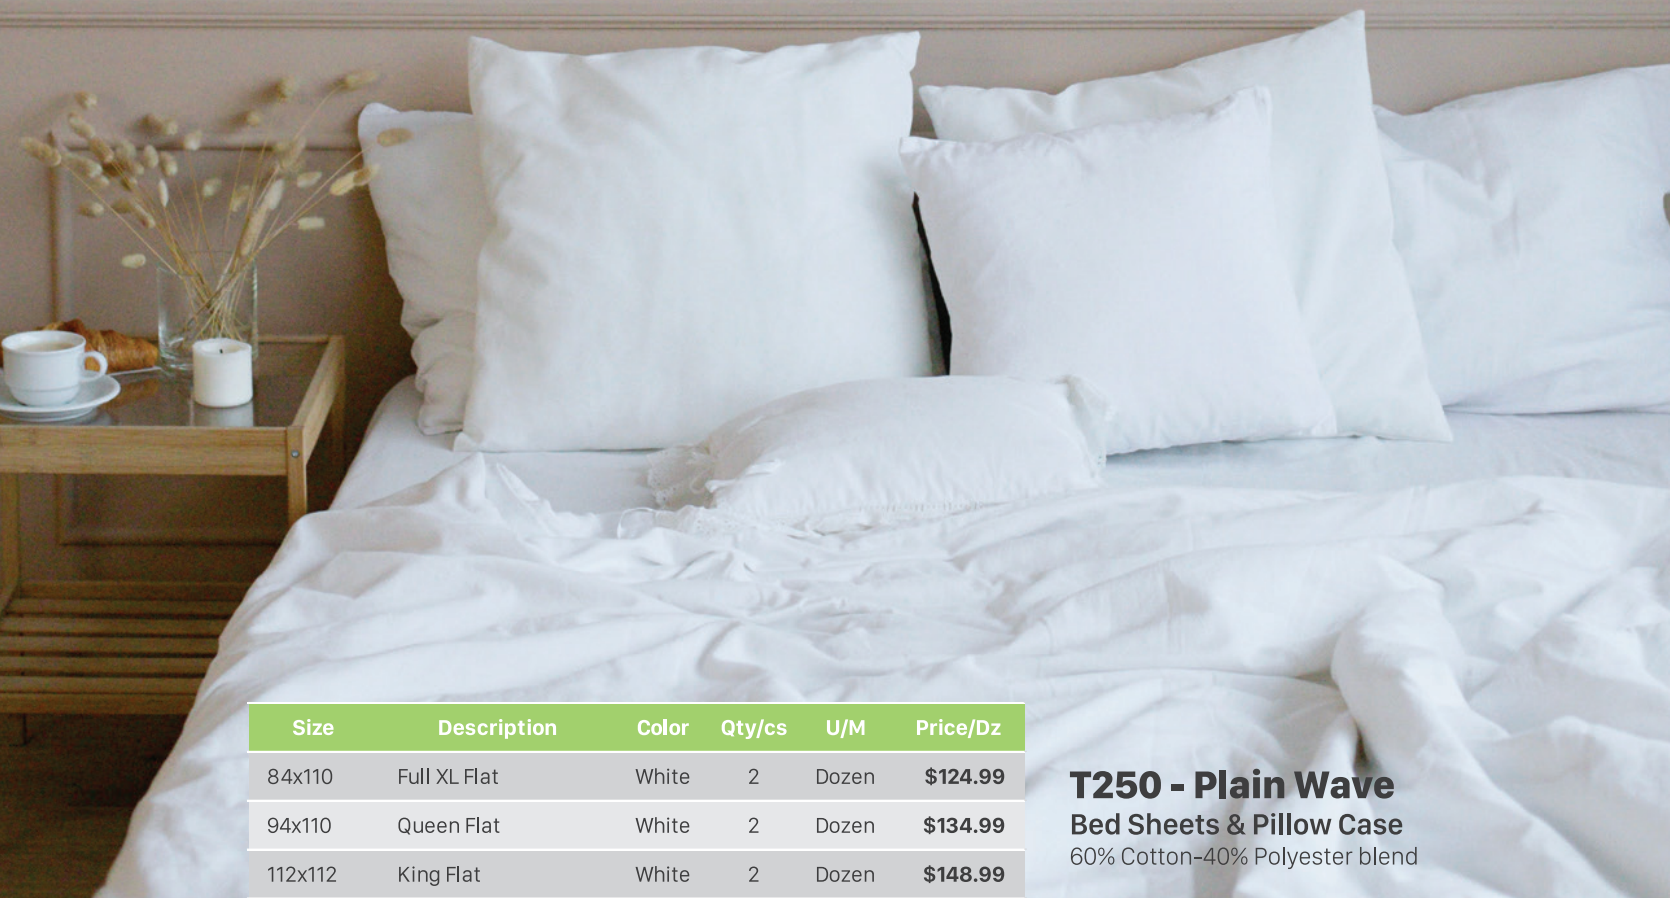 Size Description Color Qty/cs U/M Price/Dz
84x110 Full XL Flat White 2 Dozen $124.99
94x110 Queen Flat White 2 Dozen $134.99
112x112 King Flat White 2 Dozen $148.99
T250 - Plain Wave
Bed Sheets & Pillow Case
60% Cotton-40% Polyester blend